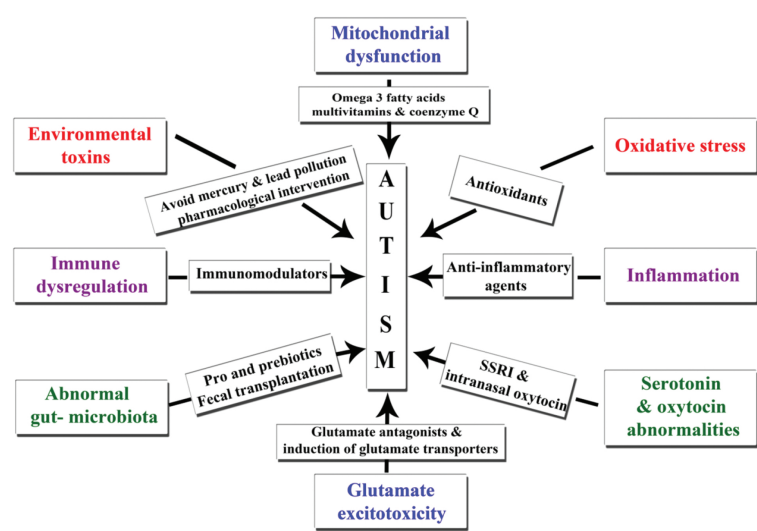 Mitochondrial
dysfunction
Omega 3 fatty acids
multivitamins & coenzyme Q
Environmental
toxins
Avoid mercury & lead pollution
pharmacological intervention
Oxidative stress
Antioxidants
A
U
T
I
S
M
Immune
dysregulation
Immunomodulators
Anti-inflammatory
agents
Inflammation
Abnormal
gut- microbiota
Pro and prebiotics
Fecal transplantation
SSRI &
intranasal oxytocin
Serotonin
& oxytocin
abnormalities
Glutamate antagonists &
induction of glutamate transporters
Glutamate
excitotoxicity